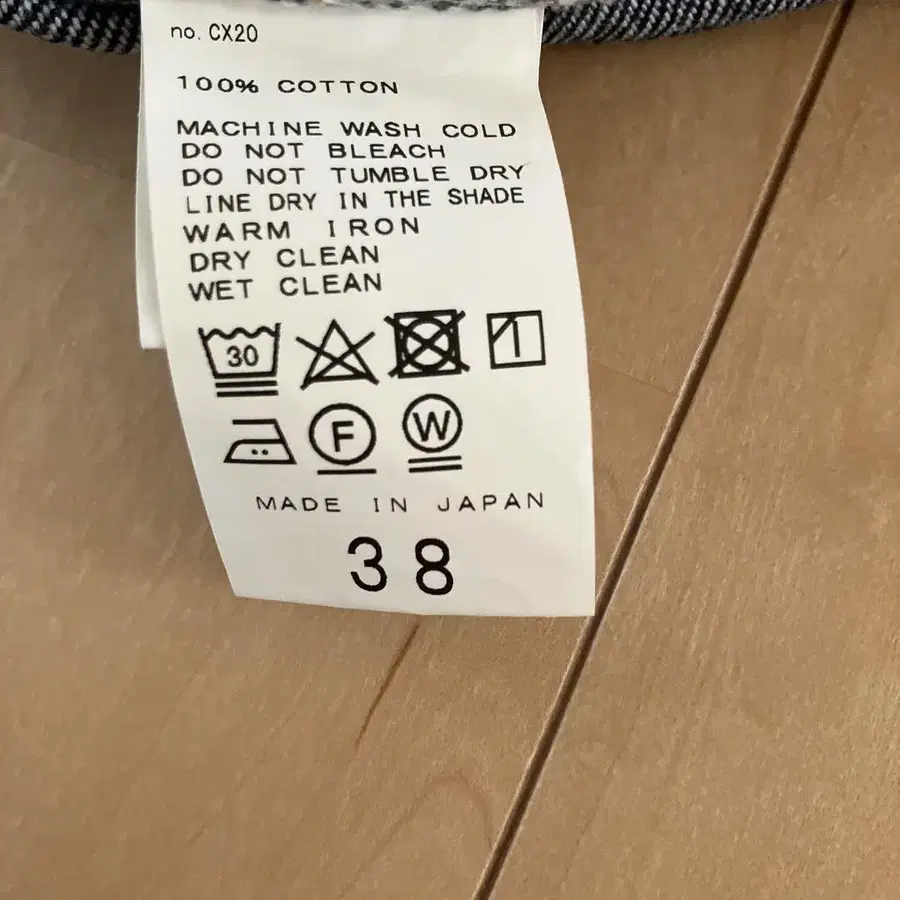 no. CX20
100% COTTON
MACHINE WASH COLD
DO NOT BLEACH
DO NOT TUMBLE DRY
LINE DRY IN THE SHADE
WARM IRON
DRY CLEAN
WET CLEAN
30
F W
MADE IN JAPAN
38